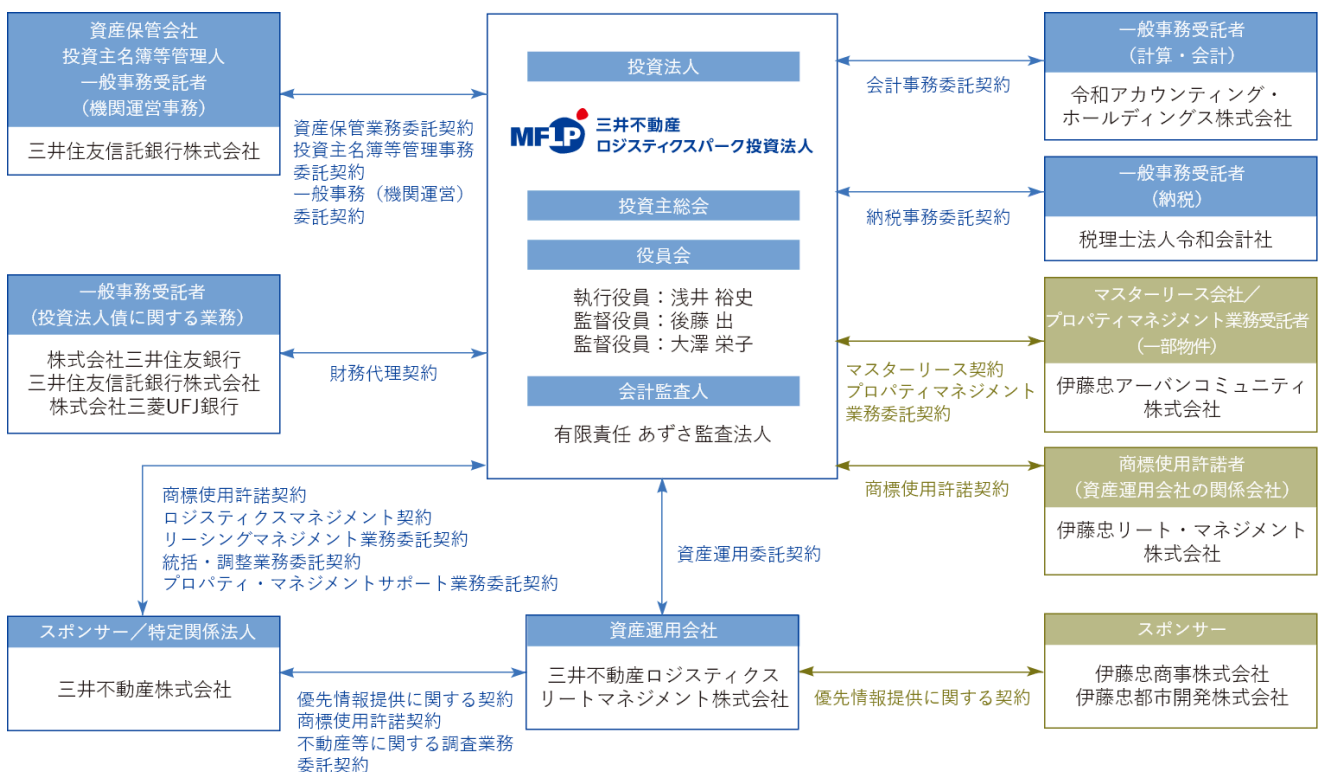 資産保管会社
投資主名簿等管理人
一般事務受託者
(機関運営事務)
三井住友信託銀行株式会社
資産保管業務委託契約
投資主名簿等管理事務
委託契約
一般事務（機関運営）
委託契約
一般事務受託者
(投資法人債に関する業務)
株式会社三井住友銀行
三井住友信託銀行株式会社
株式会社三菱UFJ銀行
財務代理契約
投資法人
MFLP
三井不動産
ロジスティクスパーク投資法人
投資主総会
役員会
執行役員：浅井 裕史
監督役員：後藤 出
監督役員：大澤 栄子
会計監査人
有限責任 あずさ監査法人
会計事務委託契約
一般事務受託者
(計算・会計)
令和アカウンティング・
ホールディングス株式会社
納税事務委託契約
一般事務受託者
(納税)
税理士法人令和会計社
マスターリース契約
プロパティマネジメント
業務委託契約
マスターリース会社／
プロパティマネジメント業務受託者
(一部物件)
伊藤忠アーバンコミュニティ
株式会社
商標使用許諾契約
商標使用許諾者
(資産運用会社の関係会社)
伊藤忠リート・マネジメント
株式会社
商標使用許諾契約
ロジスティクスマネジメント契約
リーシングマネジメント業務委託契約
統括・調整業務委託契約
プロパティ・マネジメントサポート業務委託契約
資産運用委託契約
スポンサー／特定関係法人
三井不動産株式会社
優先情報提供に関する契約
商標使用許諾契約
不動産等に関する調査業務
委託契約
資産運用会社
三井不動産ロジスティクス
リートマネジメント株式会社
優先情報提供に関する契約
スポンサー
伊藤忠商事株式会社
伊藤忠都市開発株式会社